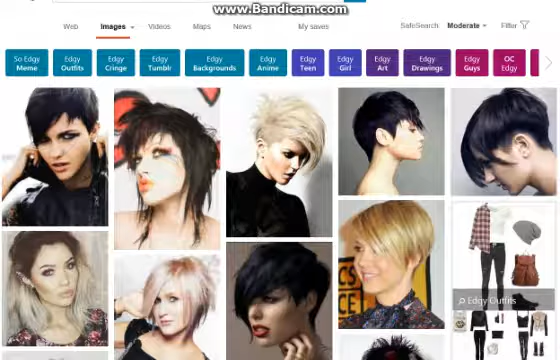 www.Bandicam.com
Web Images Videos Maps News My saves SafeSearch Moderate Filter
So Edgy Meme
Edgy Outfits
Edgy Cringe
Edgy Tumblr
Edgy Backgrounds
Edgy Anime
Edgy Teen
Edgy Girl
Edgy Art
Edgy Drawings
Edgy Guys
OC Edgy
Edgy Outfits